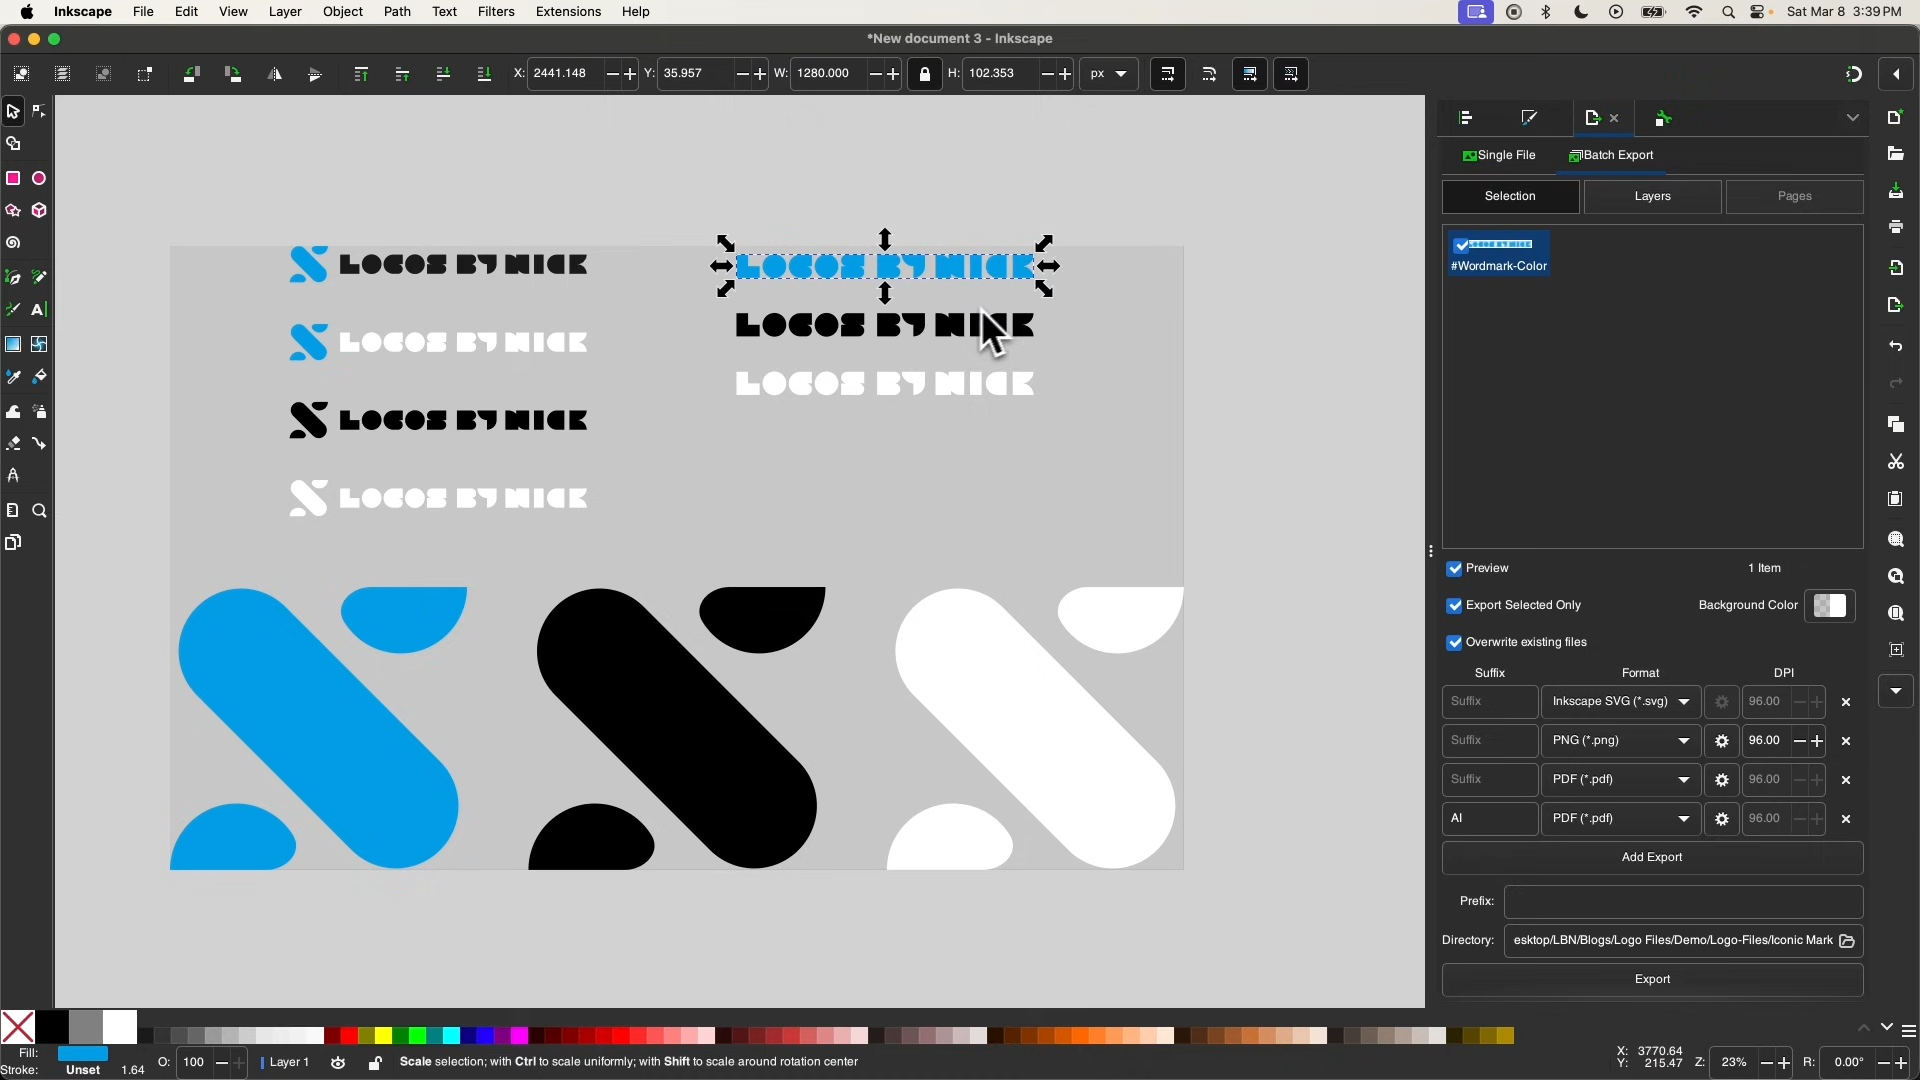 Inkscape File Edit View Layer Object Path Text Filters Extensions Help Sat Mar 8 3:39 PM
*New document 3 - Inkscape
X: 2441.148 Y: 35.957 W: 1280.000 H: 102.353 px
Single File Batch Export
Selection Layers Pages
LOGOS BY NICK LOGOS BY NICK
LOGOS BY NICK
#Wordmark-Color
LOGOS BY NICK
LOGOS BY NICK
LOGOS BY NICK
LOGOS BY NICK
LOGOS BY NICK
Preview 1 Item
Export Selected Only Background Color
Overwrite existing files
Suffix Format DPI
Suffix Inkscape SVG (*.svg) 96.00
Suffix PNG (*.png) 96.00
Suffix PDF (*.pdf) 96.00
AI PDF (*.pdf) 96.00
Add Export
Prefix:
Directory: esktop/LBN/Blogs/Logo Files/Demo/Logo-Files/Iconic Mark
Export
Fill:
Stroke: Unset 1.64 O: 100 Layer 1 Scale selection; with Ctrl to scale uniformly; with Shift to scale around rotation center X: 3770.64
Y: 215.47 Z: 23% R: 0.00°